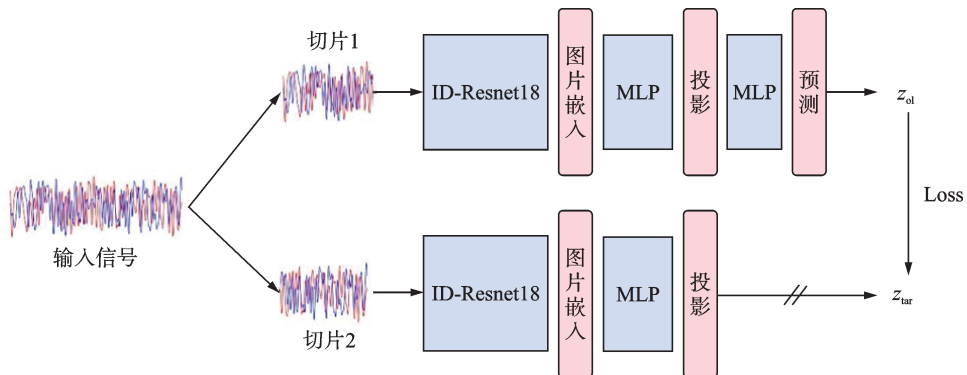 切片1
ID-Resnet18
图片嵌入
MLP
投影
MLP
预测
z_ol
Loss
输入信号
切片2
ID-Resnet18
图片嵌入
MLP
投影
z_tar